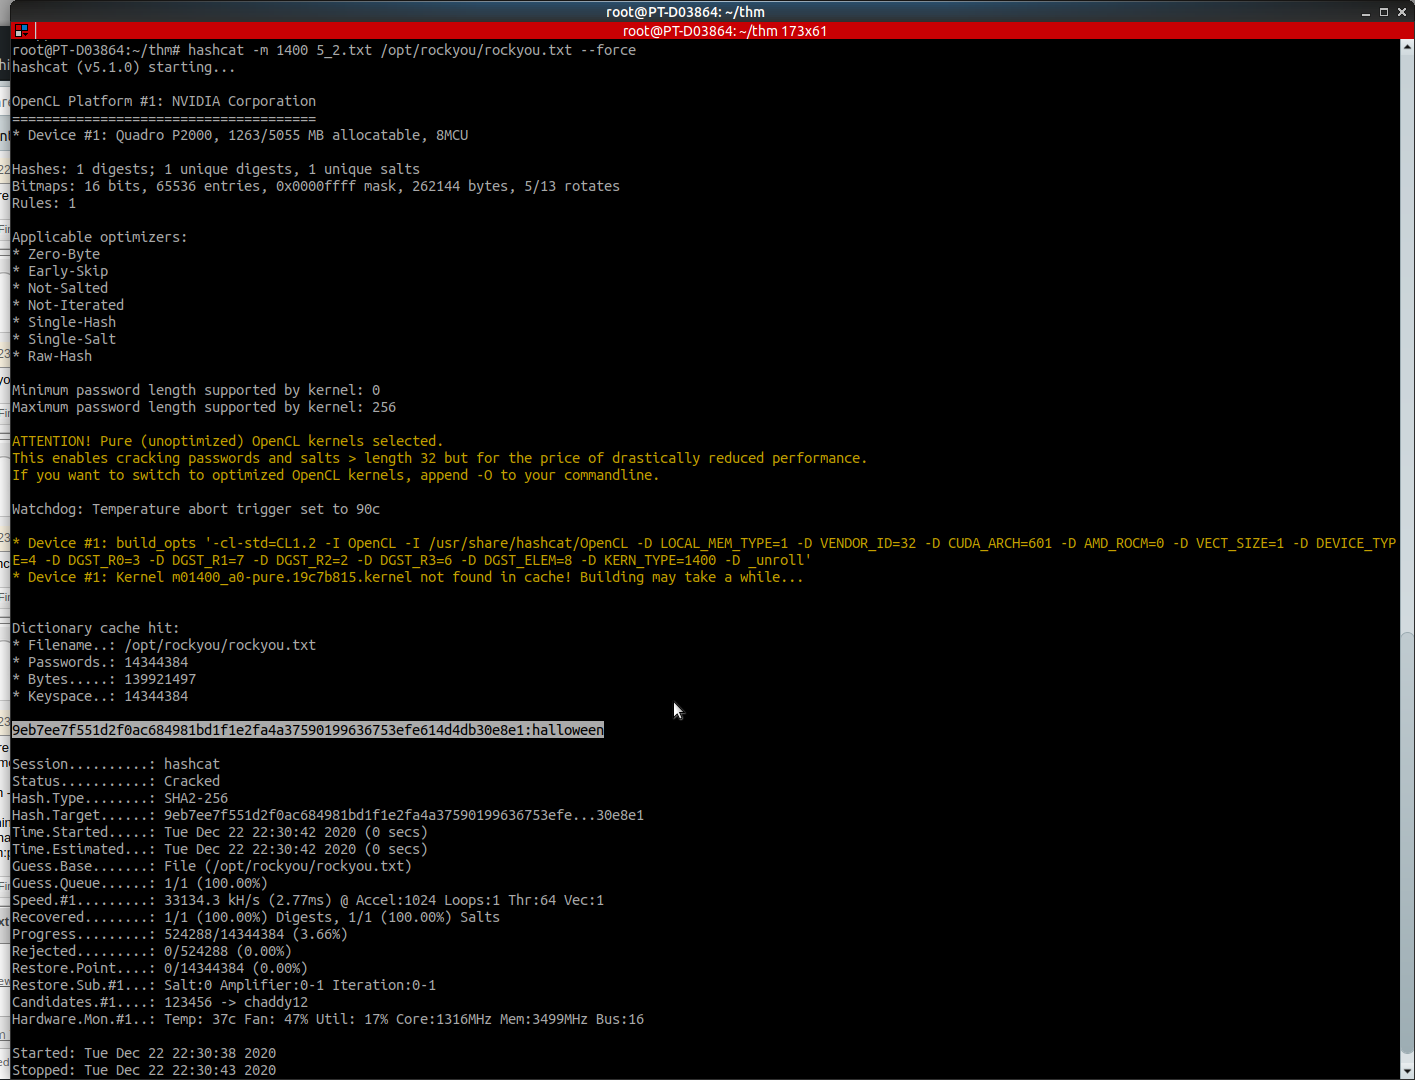 root@PT-D03864: ~/thm
root@PT-D03864: ~/thm 173x61
root@PT-D03864:~/thm# hashcat -m 1400 5_2.txt /opt/rockyou/rockyou.txt --force
hashcat (v5.1.0) starting...
OpenCL Platform #1: NVIDIA Corporation
======================================
* Device #1: Quadro P2000, 1263/5055 MB allocatable, 8MCU
Hashes: 1 digests; 1 unique digests, 1 unique salts
Bitmaps: 16 bits, 65536 entries, 0x0000ffff mask, 262144 bytes, 5/13 rotates
Rules: 1
Applicable optimizers:
* Zero-Byte
* Early-Skip
* Not-Salted
* Not-Iterated
* Single-Hash
* Single-Salt
* Raw-Hash
Minimum password length supported by kernel: 0
Maximum password length supported by kernel: 256
ATTENTION! Pure (unoptimized) OpenCL kernels selected.
This enables cracking passwords and salts > length 32 but for the price of drastically reduced performance.
If you want to switch to optimized OpenCL kernels, append -O to your commandline.
Watchdog: Temperature abort trigger set to 90c
* Device #1: build_opts '-cl-std=CL1.2 -I OpenCL -I /usr/share/hashcat/OpenCL -D LOCAL_MEM_TYPE=1 -D VENDOR_ID=32 -D CUDA_ARCH=601 -D AMD_ROCM=0 -D VECT_SIZE=1 -D DEVICE_TYP
E=4 -D DGST_R0=3 -D DGST_R1=7 -D DGST_R2=2 -D DGST_R3=6 -D DGST_ELEM=8 -D KERN_TYPE=1400 -D _unroll'
* Device #1: Kernel m01400_a0-pure.19c7b815.kernel not found in cache! Building may take a while...
Dictionary cache hit:
* Filename..: /opt/rockyou/rockyou.txt
* Passwords.: 14344384
* Bytes.....: 139921497
* Keyspace..: 14344384
9eb7ee7f551d2f0ac684981bd1f1e2fa4a37590199636753efe614d4db30e8e1:halloween
Session..........: hashcat
Status...........: Cracked
Hash.Type........: SHA2-256
Hash.Target......: 9eb7ee7f551d2f0ac684981bd1f1e2fa4a37590199636753efe...30e8e1
Time.Started.....: Tue Dec 22 22:30:42 2020 (0 secs)
Time.Estimated...: Tue Dec 22 22:30:42 2020 (0 secs)
Guess.Base.......: File (/opt/rockyou/rockyou.txt)
Guess.Queue......: 1/1 (100.00%)
Speed.#1.........: 33134.3 kH/s (2.77ms) @ Accel:1024 Loops:1 Thr:64 Vec:1
Recovered........: 1/1 (100.00%) Digests, 1/1 (100.00%) Salts
Progress.........: 524288/14344384 (3.66%)
Rejected.........: 0/524288 (0.00%)
Restore.Point....: 0/14344384 (0.00%)
Restore.Sub.#1...: Salt:0 Amplifier:0-1 Iteration:0-1
Candidates.#1....: 123456 -> chaddy12
Hardware.Mon.#1..: Temp: 37c Fan: 47% Util: 17% Core:1316MHz Mem:3499MHz Bus:16
Started: Tue Dec 22 22:30:38 2020
Stopped: Tue Dec 22 22:30:43 2020